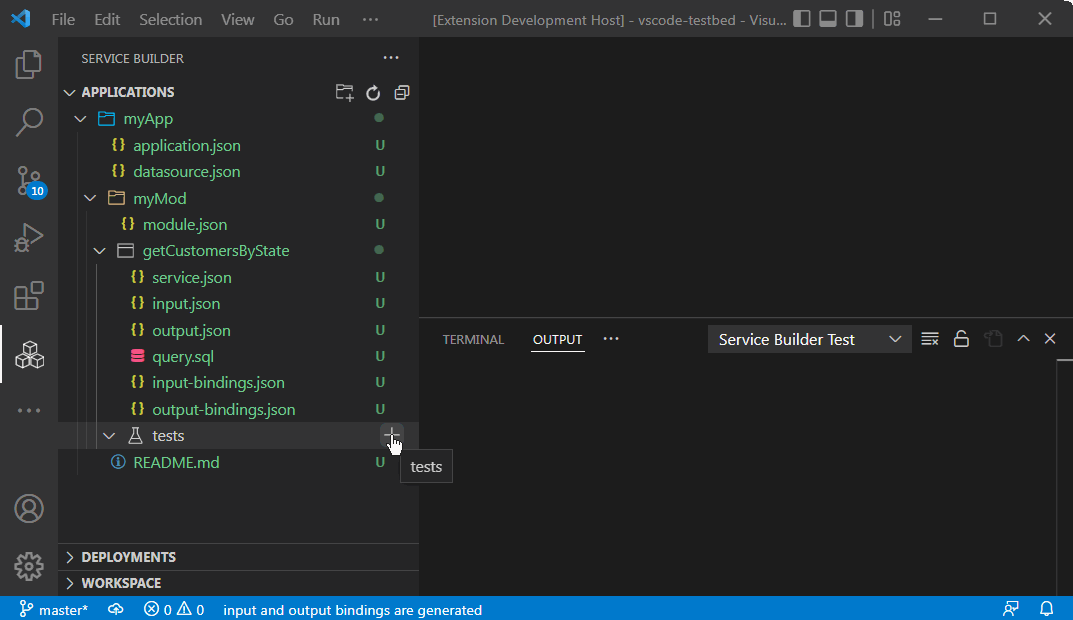 File Edit Selection View Go Run ··· [Extension Development Host] - vscode-testbed - Visu...
SERVICE BUILDER ···
APPLICATIONS
myApp
{} application.json U
{} datasource.json U
myMod
{} module.json U
getCustomersByState
{} service.json U
{} input.json U
{} output.json U
query.sql U
{} input-bindings.json U
{} output-bindings.json U
tests
README.md U
tests
DEPLOYMENTS
WORKSPACE
10
TERMINAL OUTPUT ··· Service Builder Test
master* 0 0 input and output bindings are generated